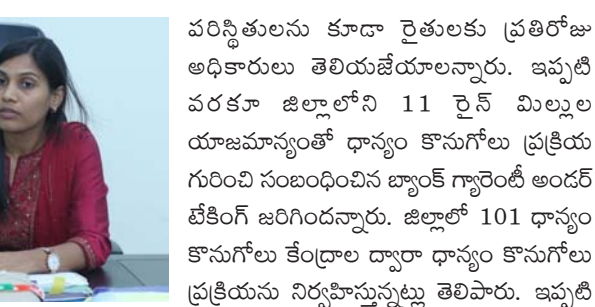 పరిస్థితులను కూడా రైతులకు ప్రతిరోజు
అధికారులు తెలియజేయాలన్నారు. ఇప్పటి
వరకూ జిల్లాలోని 11 రైస్ మిల్లుల
యాజమాన్యంతో ధాన్యం కొనుగోలు ప్రక్రియ
గురించి సంబంధించిన బ్యాంక్ గ్యారెంటీ అండర్
టేకింగ్ జరిగిందన్నారు. జిల్లాలో 101 ధాన్యం
కొనుగోలు కేంద్రాల ద్వారా ధాన్యం కొనుగోలు
ప్రక్రియను నిర్వహిస్తున్నట్లు తెలిపారు. ఇప్పటి